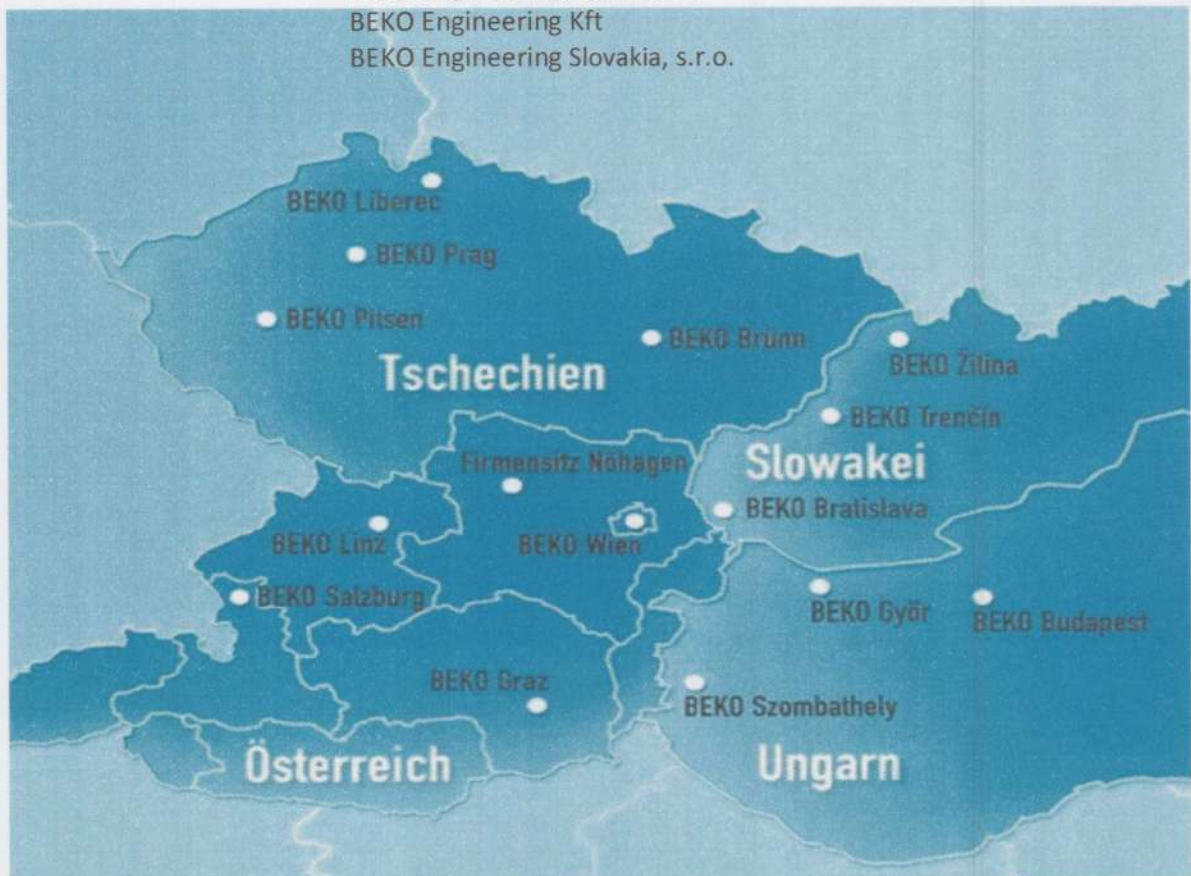 BEKO Engineering Kft
BEKO Engineering Slovakia, s.r.o.
BEKO Liberec
BEKO Prag
BEKO Pilsen
BEKO Brünn
Tschechien
BEKO Žilina
BEKO Trenčín
Slowakei
Firmensitz Nöhagen
BEKO Bratislava
BEKO Linz
BEKO Wien
BEKO Salzburg
BEKO Györ
BEKO Budapest
BEKO Graz
BEKO Szombathely
Österreich
Ungarn